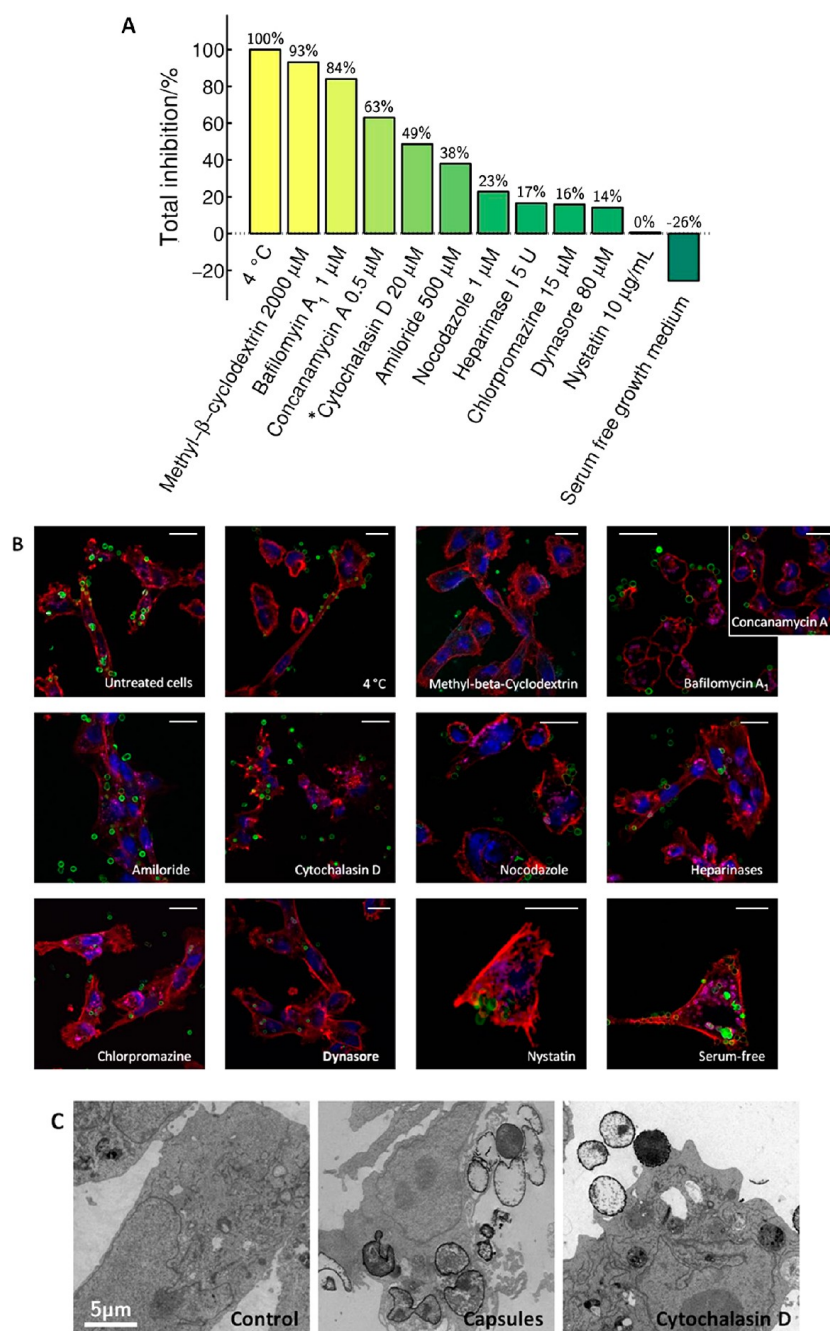 A
Total inhibition/%
100
80
60
40
20
0
−20
100%
93%
84%
63%
49%
38%
23%
17%
16%
14%
0%
-26%
4 °C
Methyl−β−cyclodextrin 2000 μM
Bafilomyin A1 1 μM
Concanamycin A 0.5 μM
*Cytochalasin D 20 μM
Amiloride 500 μM
Nocodazole 1 μM
Heparinase I 5 U
Chlorpromazine 15 μM
Dynasore 80 μM
Nystatin 10 μg/mL
Serum free growth medium
B
Untreated cells
4 °C
Methyl-beta-Cyclodextrin
Bafilomycin A1
Concanamycin A
Amiloride
Cytochalasin D
Nocodazole
Heparinases
Chlorpromazine
Dynasore
Nystatin
Serum-free
C
5μm
Control
Capsules
Cytochalasin D